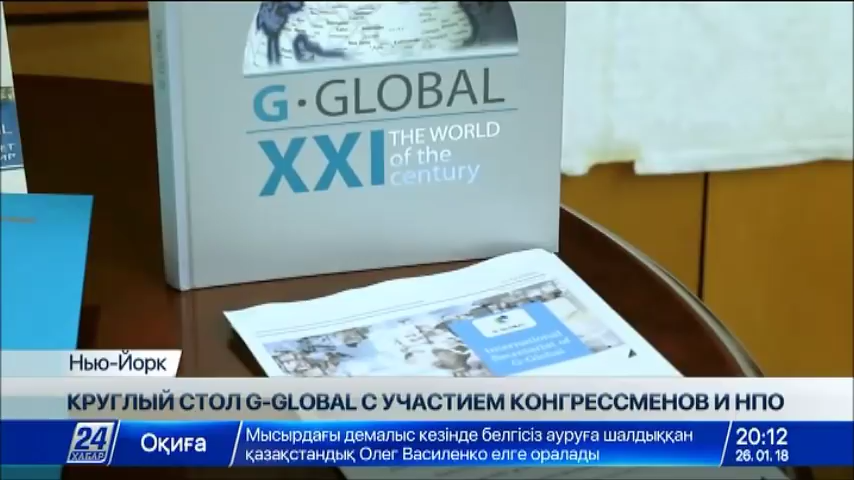 G·GLOBAL
XXI
THE WORLD
of the
century
International
Secretariat of
G-Global
Нью-Йорк
КРУГЛЫЙ СТОЛ G-GLOBAL С УЧАСТИЕМ КОНГРЕССМЕНОВ И НПО
24
ХАБАР
Оқиға
Мысырдағы демалыс кезінде белгісіз ауруға шалдыққан
қазақстандық Олег Василенко елге оралады
20:12
26.01.18